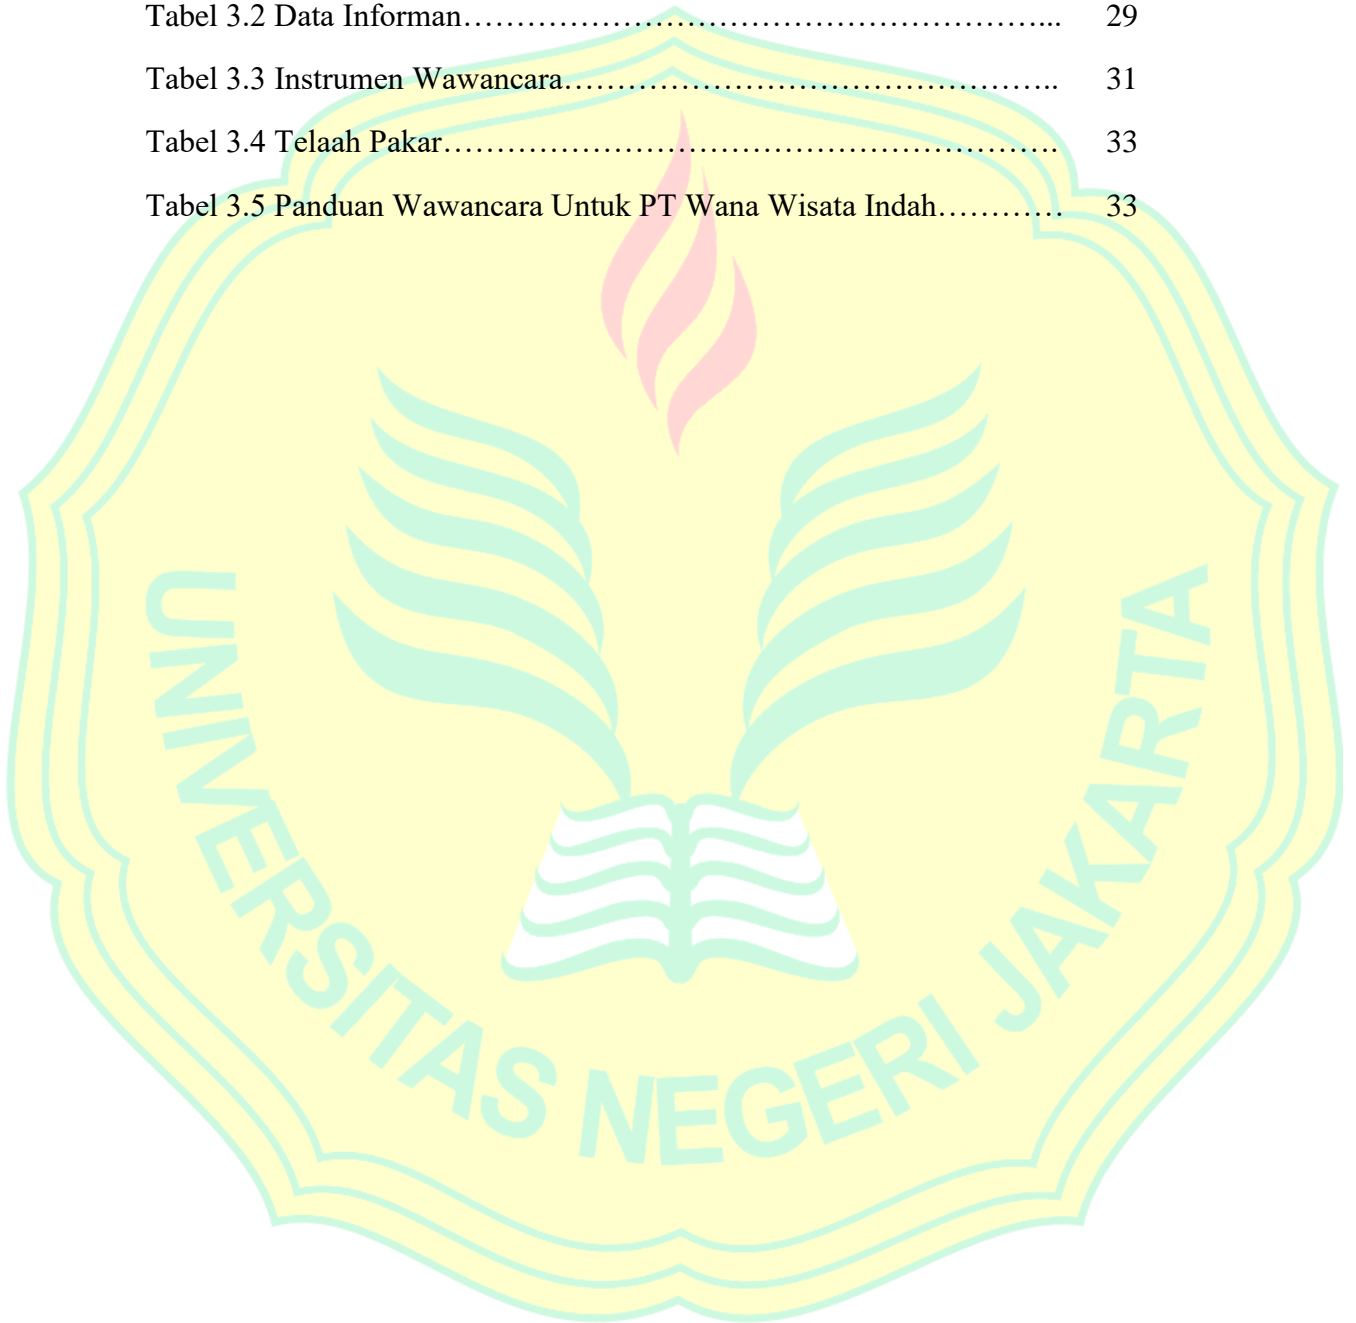 Tabel 3.2 Data Informan…………………………………………………... 29
Tabel 3.3 Instrumen Wawancara………………………………………….. 31
Tabel 3.4 Telaah Pakar……………………………………………………. 33
Tabel 3.5 Panduan Wawancara Untuk PT Wana Wisata Indah………… 33
UNIVERSITAS NEGERI JAKARTA